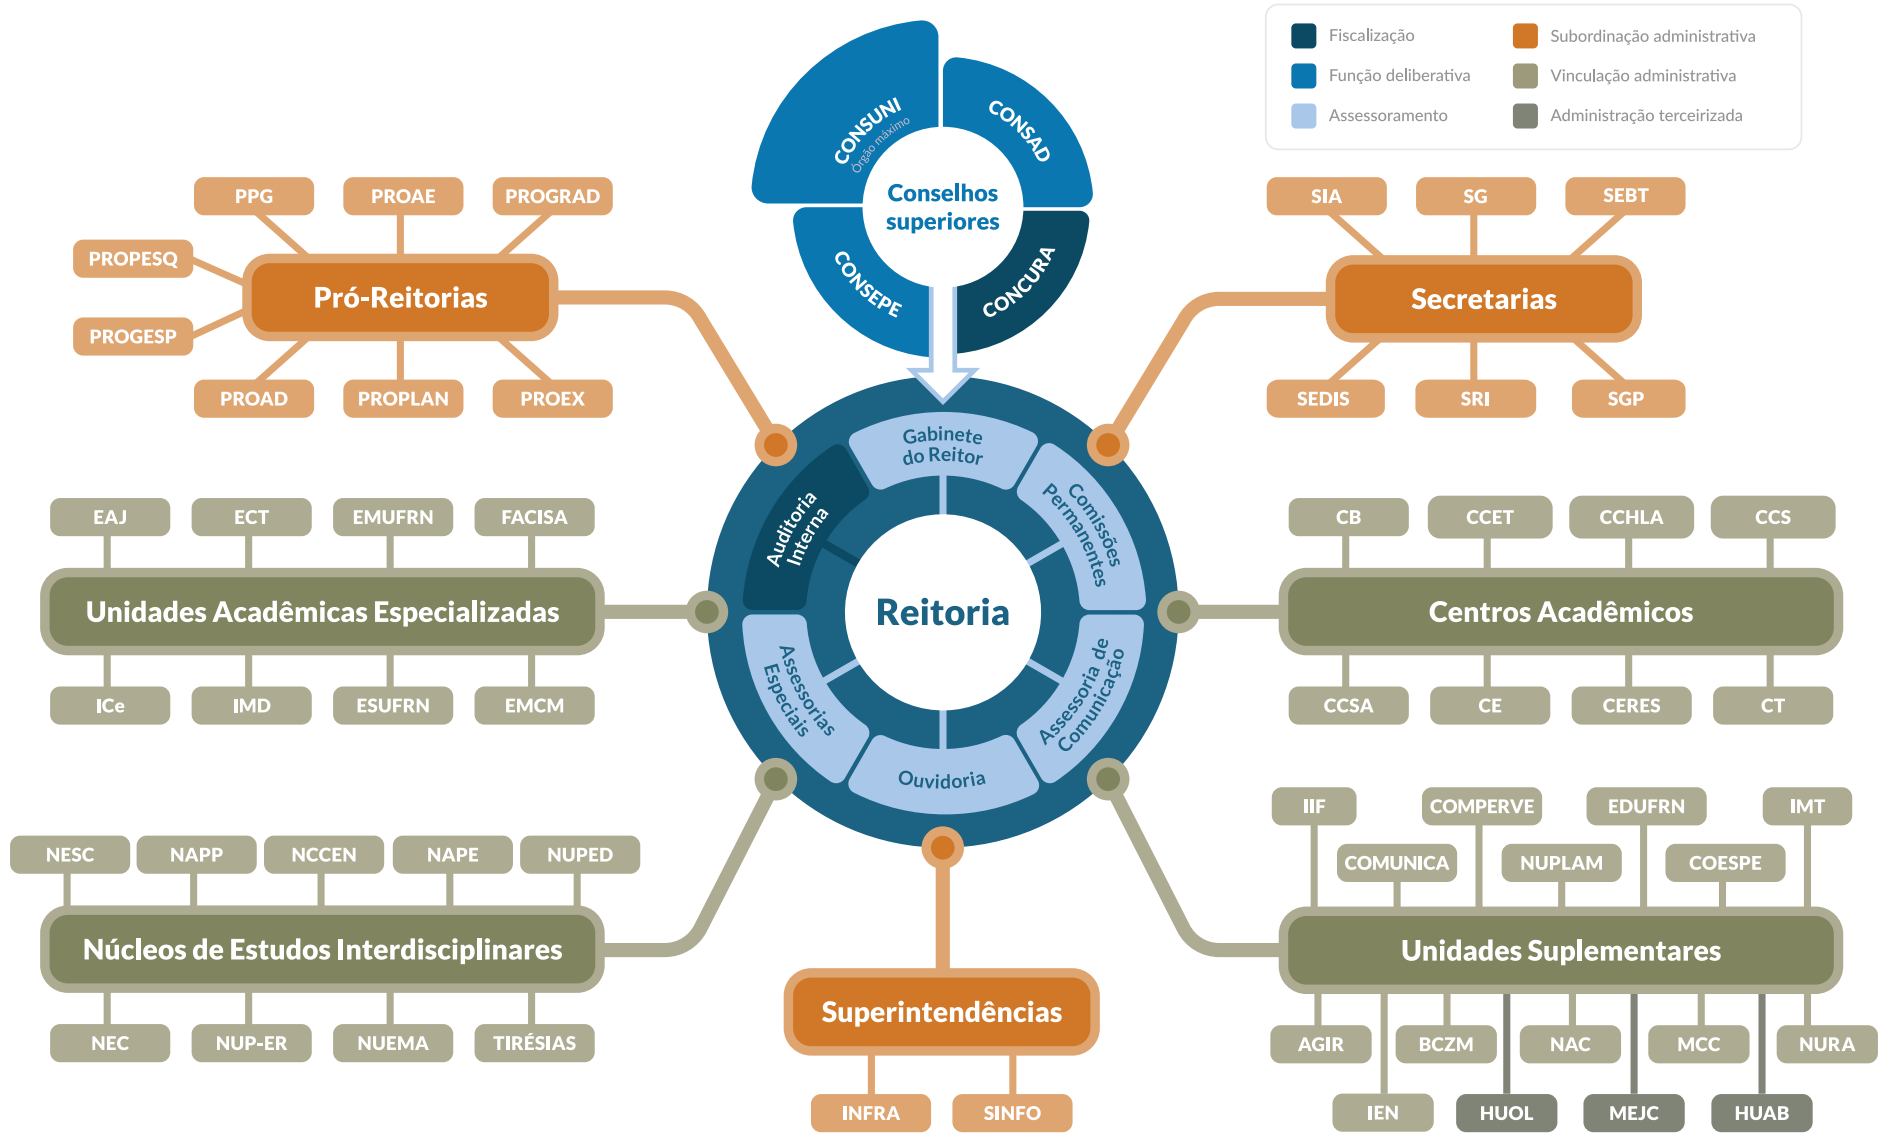 Fiscalização
Subordinação administrativa
Função deliberativa
Vinculação administrativa
Assessoramento
Administração terceirizada
CONSUNI
Órgão máximo
CONSAD
Conselhos
superiores
CONSEPE
CONCURA
PPG
PROAE
PROGRAD
PROPESQ
Pró-Reitorias
PROGESP
PROAD
PROPLAN
PROEX
SIA
SG
SEBT
Secretarias
SEDIS
SRI
SGP
Gabinete
do Reitor
Comissões
Permanentes
Auditoria
Interna
Reitoria
Assessorias
Especiais
Assessoria de
Comunicação
Ouvidoria
EAJ
ECT
EMUFRN
FACISA
Unidades Acadêmicas Especializadas
ICe
IMD
ESUFRN
EMCM
CB
CCET
CCHLA
CCS
Centros Acadêmicos
CCSA
CE
CERES
CT
NESC
NAPP
NCCEN
NAPE
NUPED
Núcleos de Estudos Interdisciplinares
NEC
NUP-ER
NUEMA
TIRÉSIAS
Superintendências
INFRA
SINFO
IIF
COMPERVE
EDUFRN
IMT
COMUNICA
NUPLAM
COESPE
Unidades Suplementares
AGIR
BCZM
NAC
MCC
NURA
IEN
HUOL
MEJC
HUAB